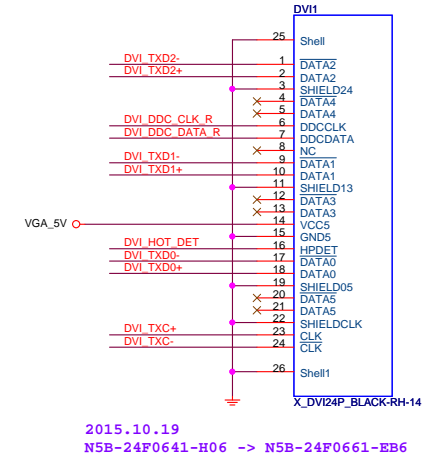 DVI1
25 Shell
DVI_TXD2- 1 DATA2
DVI_TXD2+ 2 DATA2
3 SHIELD24
4 DATA4
5 DATA4
DVI_DDC_CLK_R 6 DDCCLK
DVI_DDC_DATA_R 7 DDCDATA
8 NC
DVI_TXD1- 9 DATA1
DVI_TXD1+ 10 DATA1
11 SHIELD13
12 DATA3
13 DATA3
VGA_5V 14 VCC5
15 GND5
DVI_HOT_DET 16 HPDET
DVI_TXD0- 17 DATA0
DVI_TXD0+ 18 DATA0
19 SHIELD05
20 DATA5
21 DATA5
22 SHIELDCLK
DVI_TXC+ 23 CLK
DVI_TXC- 24 CLK
26 Shell1
X_DVI24P_BLACK-RH-14
2015.10.19
N5B-24F0641-H06 -> N5B-24F0661-EB6